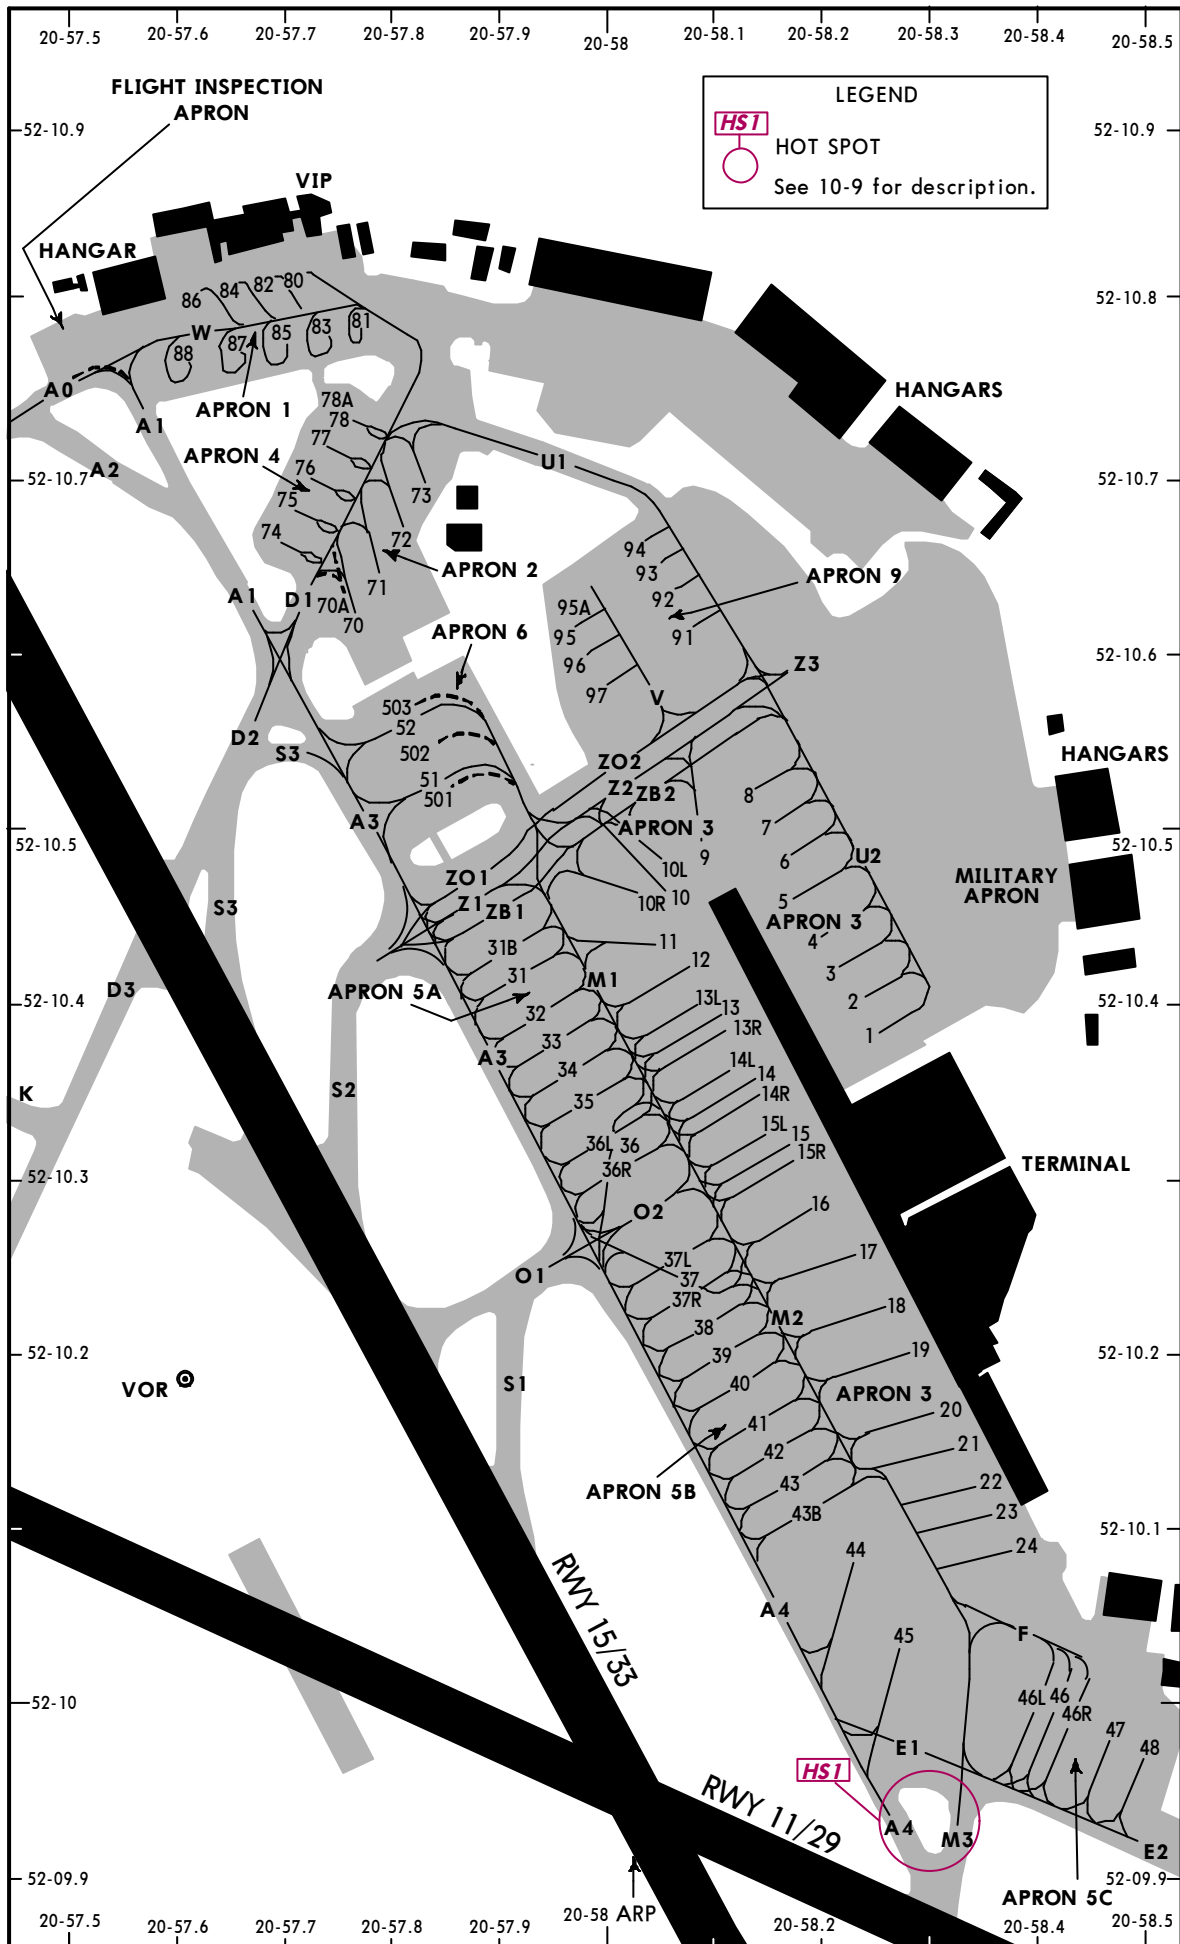 20-57.5 20-57.6 20-57.7 20-57.8 20-57.9 20-58 20-58.1 20-58.2 20-58.3 20-58.4 20-58.5
FLIGHT INSPECTION
APRON
LEGEND
HS1
HOT SPOT
See 10-9 for description.
52-10.9 52-10.9
VIP
HANGAR
52-10.8
86 84 82 80
W
88 87 85 83 81
A0
A1
APRON 1
HANGARS
78A
78
77
76
75
74
A2
APRON 4
52-10.7 52-10.7
U1
73
72
71
70A
70
APRON 2
94
93
92
91
APRON 9
A1 D1
95A
95
96
97
V
APRON 6
Z3
52-10.6
503
52
502
51
501
D2
S3
A3
ZO2
Z2 ZB2
APRON 3
HANGARS
8
7
6
5
4
3
2
1
9
10L
10
10R
52-10.5 52-10.5
U2
MILITARY
APRON
APRON 3
ZO1
Z1 ZB1
S3
31B
31
32
33
34
35
36L 36
36R
11
12
13L
13
13R
14L
14
14R
15L
15
15R
16
17
18
19
20
21
22
23
24
M1
APRON 5A
D3
52-10.4 52-10.4
A3
K
S2
52-10.3
TERMINAL
O2
O1
37L
37
37R
38
39
40
41
42
43
43B
M2
52-10.2 52-10.2
VOR
S1
APRON 3
APRON 5B
52-10.1
RWY 15/33
44
45
A4
F
46L 46
46R
47
48
52-10
E1
HS1
RWY 11/29
A4 M3
E2
52-09.9 52-09.9
APRON 5C
ARP
20-57.5 20-57.6 20-57.7 20-57.8 20-57.9 20-58 20-58.2 20-58.4 20-58.5